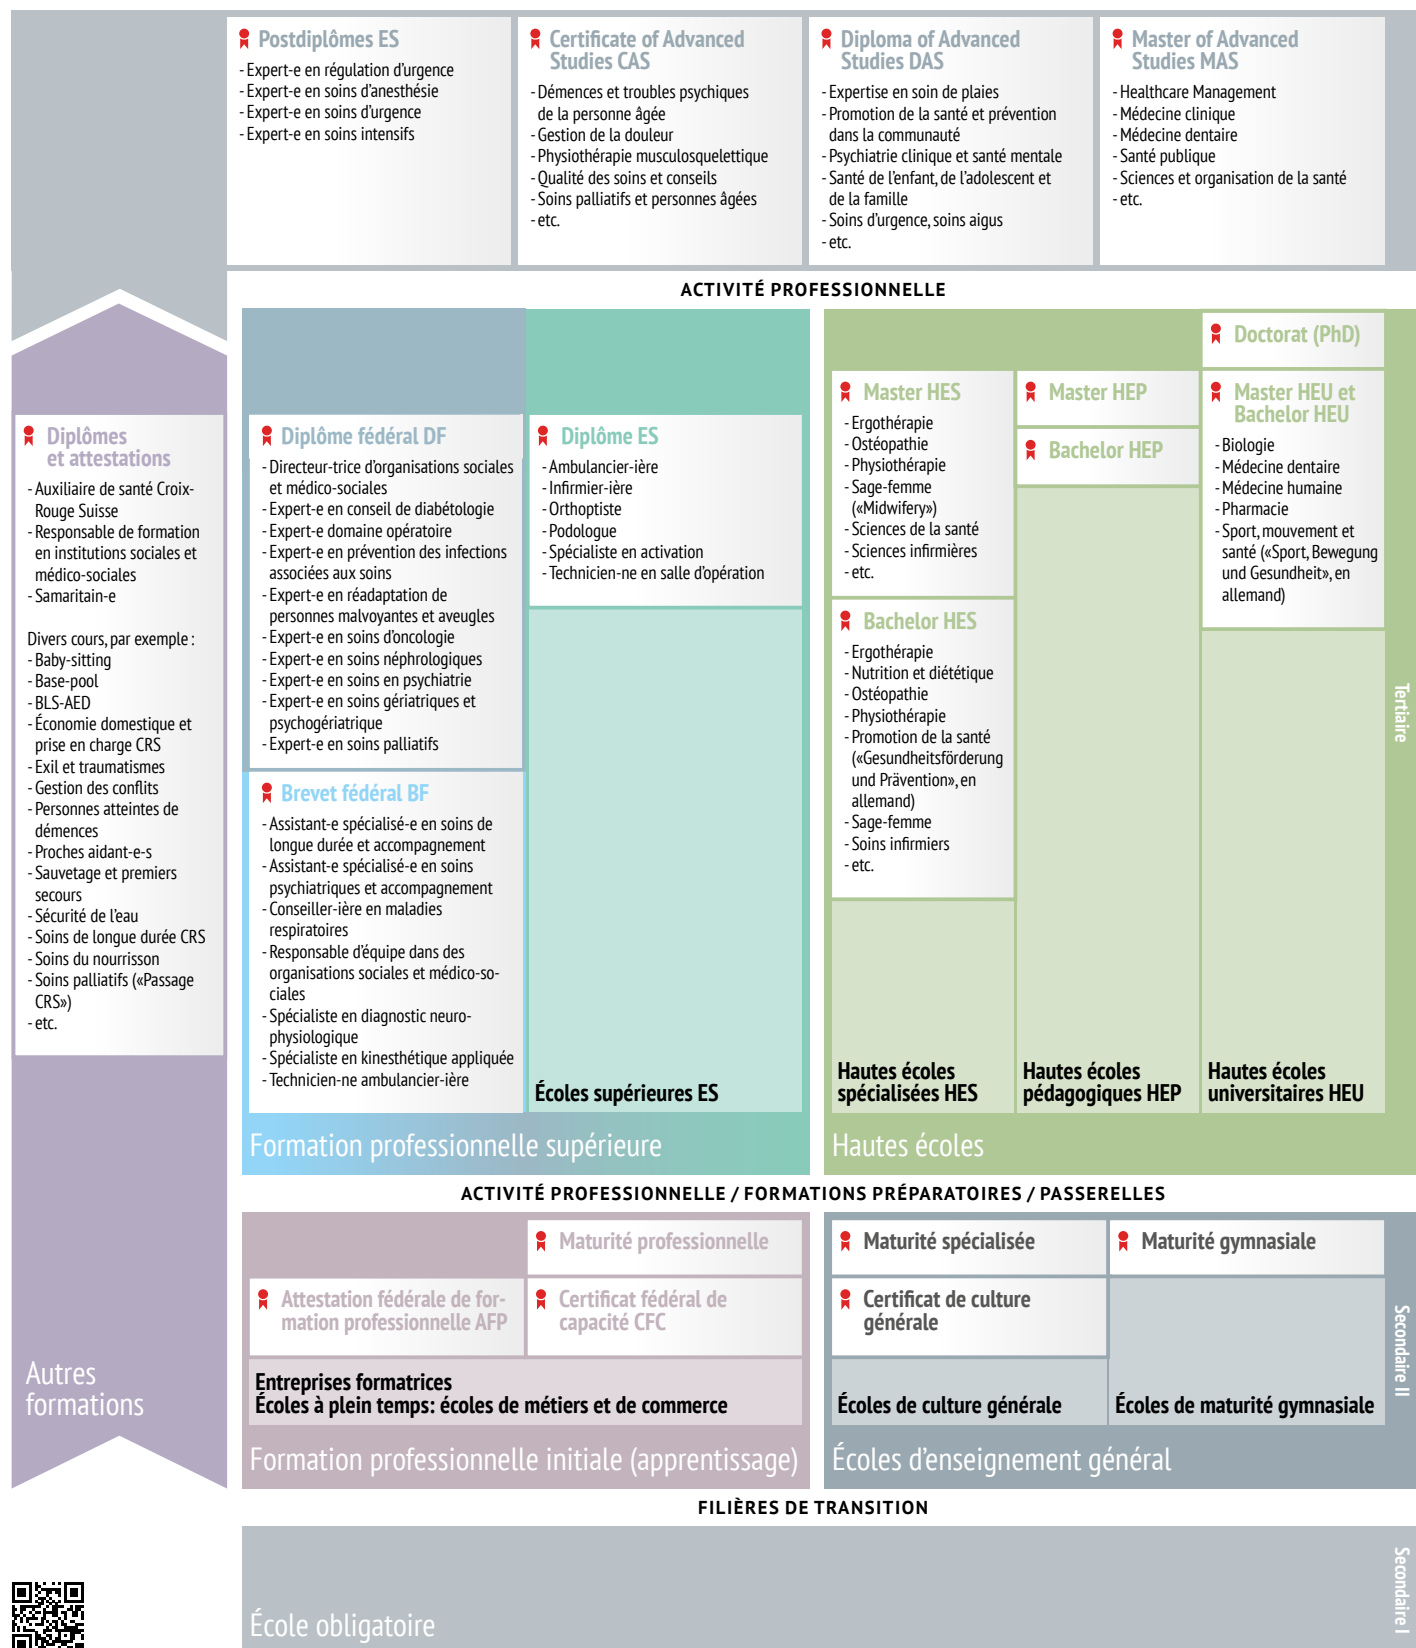 Postdiplômes ES
- Expert-e en régulation d'urgence
- Expert-e en soins d'anesthésie
- Expert-e en soins d'urgence
- Expert-e en soins intensifs
Certificate of Advanced
Studies CAS
- Démences et troubles psychiques
de la personne âgée
- Gestion de la douleur
- Physiothérapie musculosquelettique
- Qualité des soins et conseils
- Soins palliatifs et personnes âgées
- etc.
Diploma of Advanced
Studies DAS
- Expertise en soin de plaies
- Promotion de la santé et prévention
dans la communauté
- Psychiatrie clinique et santé mentale
- Santé de l'enfant, de l'adolescent et
de la famille
- Soins d'urgence, soins aigus
- etc.
Master of Advanced
Studies MAS
- Healthcare Management
- Médecine clinique
- Médecine dentaire
- Santé publique
- Sciences et organisation de la santé
- etc.
ACTIVITÉ PROFESSIONNELLE
Diplômes
et attestations
- Auxiliaire de santé Croix-
Rouge Suisse
- Responsable de formation
en institutions sociales et
médico-sociales
- Samaritain-e
Divers cours, par exemple :
- Baby-sitting
- Base-pool
- BLS-AED
- Économie domestique et
prise en charge CRS
- Exil et traumatismes
- Gestion des conflits
- Personnes atteintes de
démences
- Proches aidant-e-s
- Sauvetage et premiers
secours
- Sécurité de l'eau
- Soins de longue durée CRS
- Soins du nourrisson
- Soins palliatifs («Passage
CRS»)
- etc.
Autres
formations
Diplôme fédéral DF
- Directeur-trice d'organisations sociales
et médico-sociales
- Expert-e en conseil de diabétologie
- Expert-e domaine opératoire
- Expert-e en prévention des infections
associées aux soins
- Expert-e en réadaptation de
personnes malvoyantes et aveugles
- Expert-e en soins d'oncologie
- Expert-e en soins néphrologiques
- Expert-e en soins en psychiatrie
- Expert-e en soins gériatriques et
psychogériatrique
- Expert-e en soins palliatifs
Brevet fédéral BF
- Assistant-e spécialisé-e en soins de
longue durée et accompagnement
- Assistant-e spécialisé-e en soins
psychiatriques et accompagnement
- Conseiller-ière en maladies
respiratoires
- Responsable d'équipe dans des
organisations sociales et médico-so-
ciales
- Spécialiste en diagnostic neuro-
physiologique
- Spécialiste en kinesthétique appliquée
- Technicien-ne ambulancier-ière
Diplôme ES
- Ambulancier-ière
- Infirmier-ière
- Orthoptiste
- Podologue
- Spécialiste en activation
- Technicien-ne en salle d'opération
Écoles supérieures ES
Formation professionnelle supérieure
Master HES
- Ergothérapie
- Ostéopathie
- Physiothérapie
- Sage-femme
(«Midwifery»)
- Sciences de la santé
- Sciences infirmières
- etc.
Bachelor HES
- Ergothérapie
- Nutrition et diététique
- Ostéopathie
- Physiothérapie
- Promotion de la santé
(«Gesundheitsförderung
und Prävention», en
allemand)
- Sage-femme
- Soins infirmiers
- etc.
Hautes écoles
spécialisées HES
Master HEP
Bachelor HEP
Hautes écoles
pédagogiques HEP
Doctorat (PhD)
Master HEU et
Bachelor HEU
- Biologie
- Médecine dentaire
- Médecine humaine
- Pharmacie
- Sport, mouvement et
santé («Sport, Bewegung
und Gesundheit», en
allemand)
Hautes écoles
universitaires HEU
Hautes écoles
Tertiaire
ACTIVITÉ PROFESSIONNELLE / FORMATIONS PRÉPARATOIRES / PASSERELLES
Maturité professionnelle
Attestation fédérale de for-
mation professionnelle AFP
Certificat fédéral de
capacité CFC
Entreprises formatrices
Écoles à plein temps: écoles de métiers et de commerce
Formation professionnelle initiale (apprentissage)
Maturité spécialisée
Certificat de culture
générale
Écoles de culture générale
Maturité gymnasiale
Écoles de maturité gymnasiale
Écoles d'enseignement général
Secondaire II
FILIÈRES DE TRANSITION
École obligatoire
Secondaire I